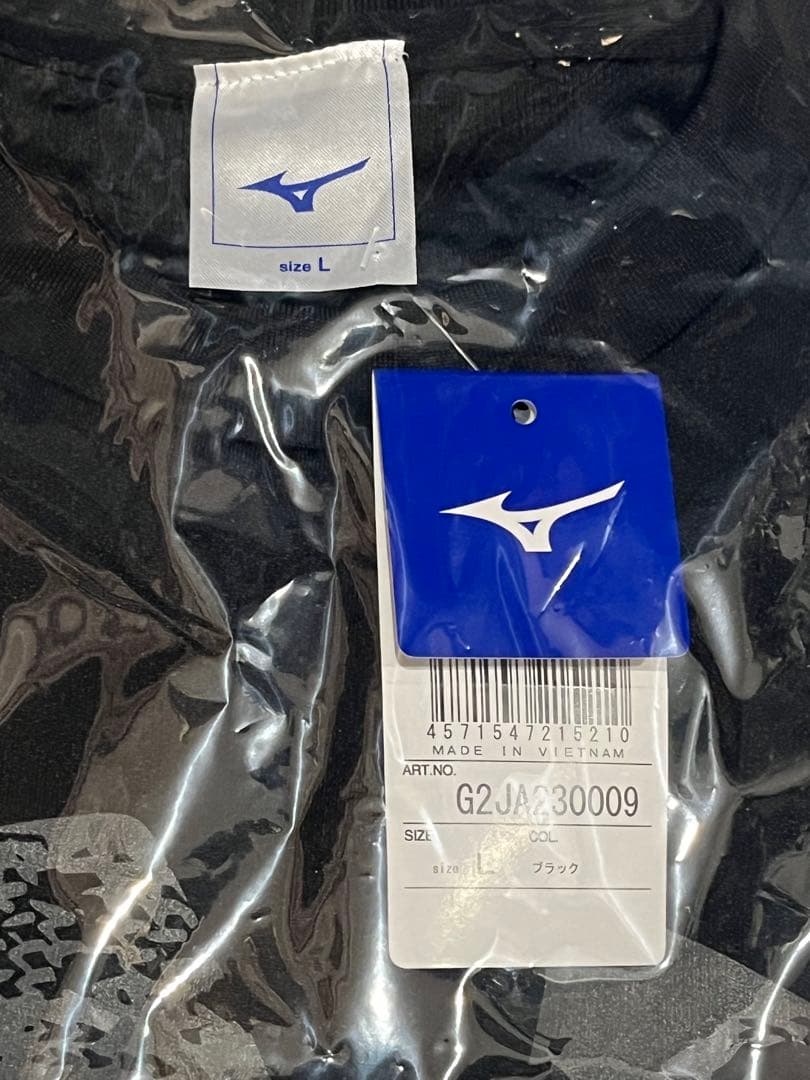 size L
4571547215210
MADE IN VIETNAM
ART.NO.
G2JA230009
SIZE COL.
size L ブラック